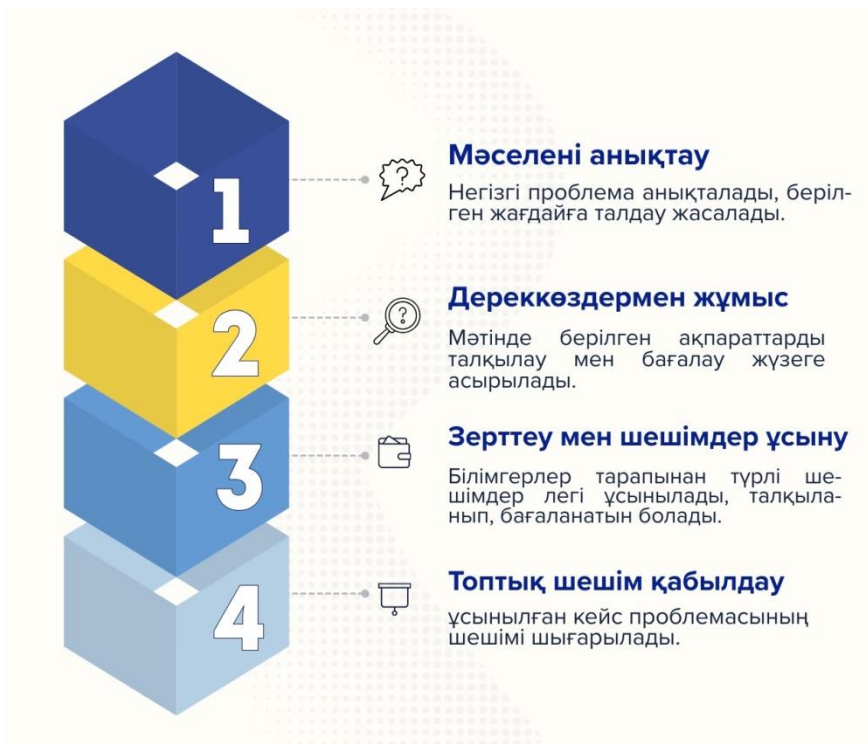 1
Мәселені анықтау
Негізгі проблема анықталады, беріл-
ген жағдайға талдау жасалады.
2
Дереккөздермен жұмыс
Мәтінде берілген ақпараттарды
талқылау мен бағалау жүзеге
асырылады.
3
Зерттеу мен шешімдер ұсыну
Білімгерлер тарапынан түрлі ше-
шімдер легі ұсынылады, талқыла-
нып, бағаланатын болады.
4
Топтық шешім қабылдау
ұсынылған кейс проблемасының
шешімі шығарылады.